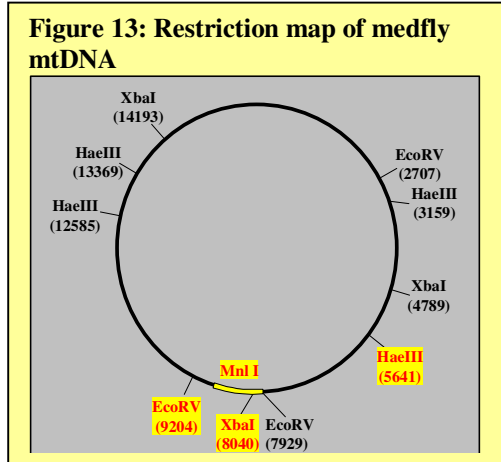 Figure 13: Restriction map of medfly
mtDNA
XbaI
(14193)
HaeIII
(13369)
HaeIII
(12585)
EcoRV
(2707)
HaeIII
(3159)
XbaI
(4789)
HaeIII
(5641)
Mnl I
EcoRV
(9204)
XbaI
(8040)
EcoRV
(7929)